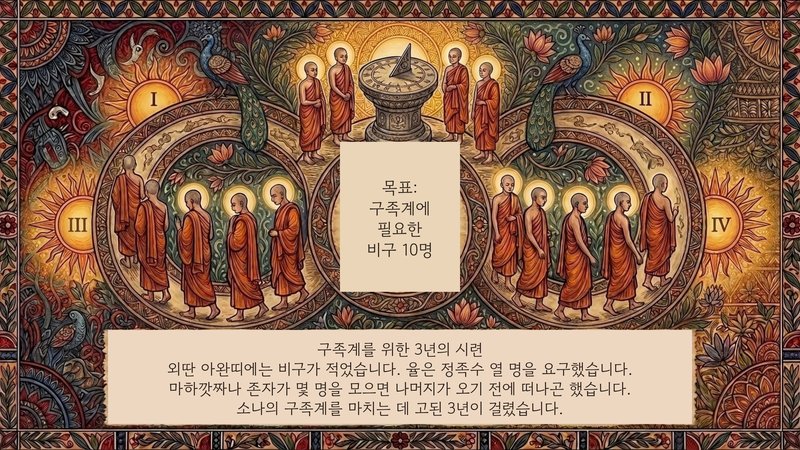 I
II
III
IV
목표:
구족계에
필요한
비구 10명
구족계를 위한 3년의 시련
외딴 아완띠에는 비구가 적었습니다. 율은 정족수 열 명을 요구했습니다.
마하깟짜나 존자가 몇 명을 모으면 나머지가 오기 전에 떠나곤 했습니다.
소나의 구족계를 마치는 데 고된 3년이 걸렸습니다.